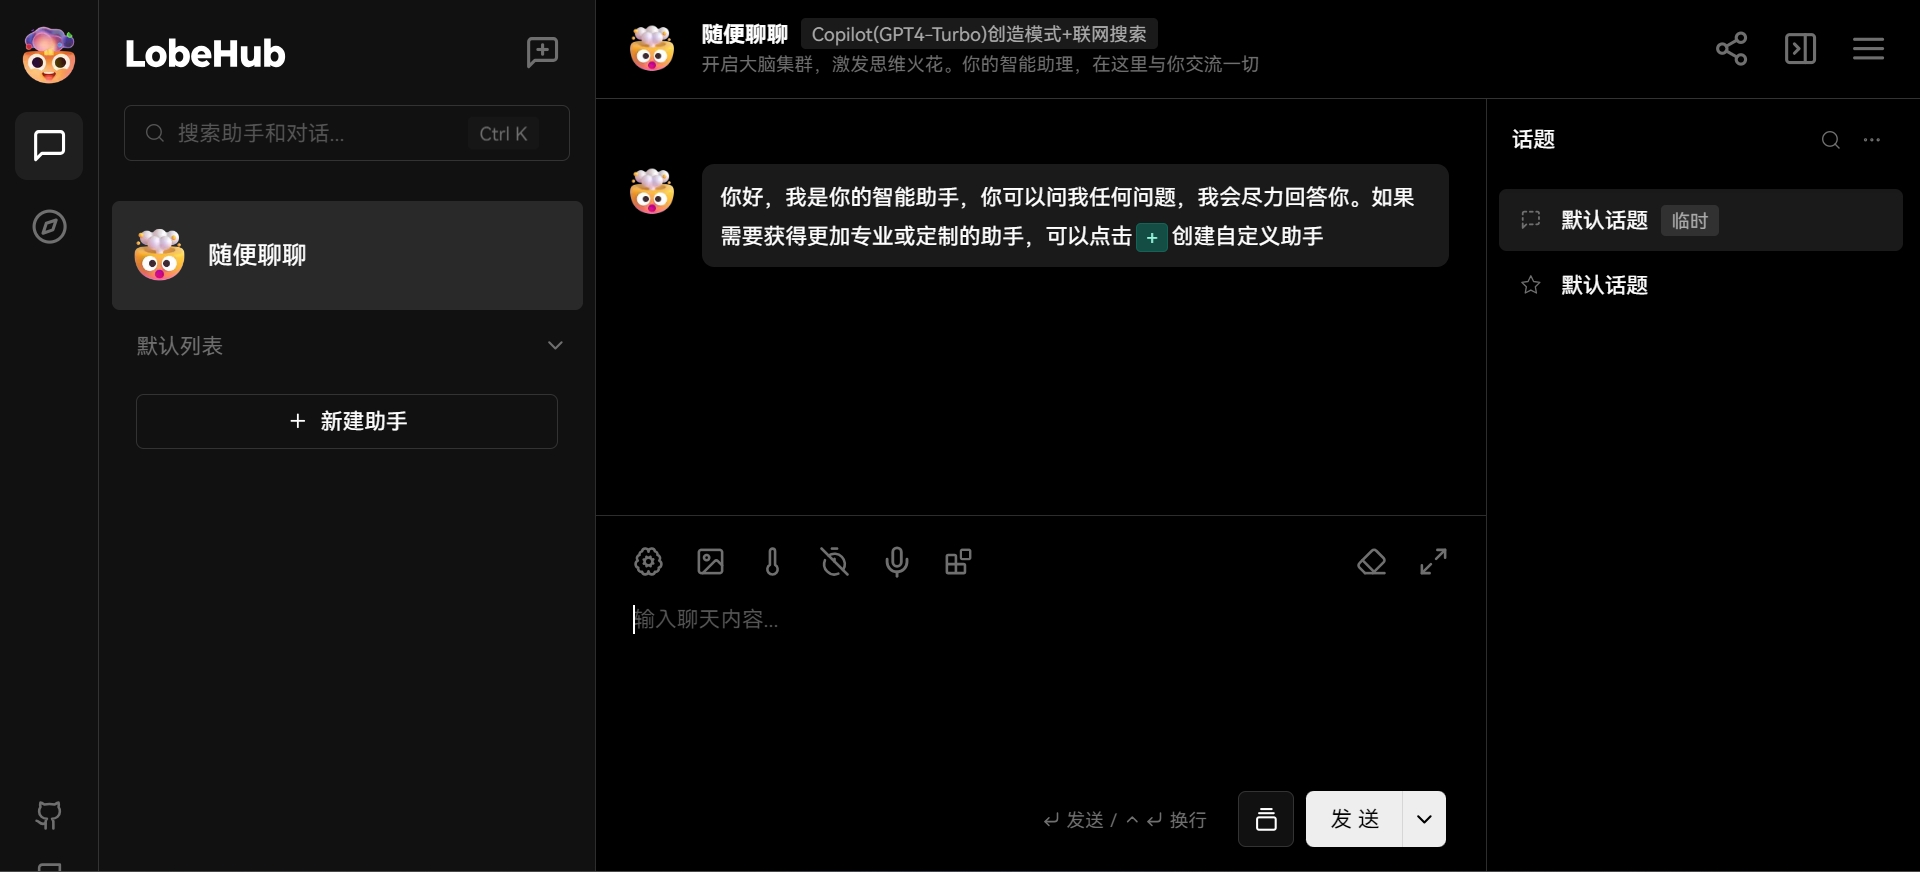 LobeHub
搜索助手和对话...
Ctrl K
随便聊聊
默认列表
新建助手
随便聊聊
Copilot(GPT4-Turbo)创造模式+联网搜索
开启大脑集群，激发思维火花。你的智能助理，在这里与你交流一切
你好，我是你的智能助手，你可以问我任何问题，我会尽力回答你。如果
需要获得更加专业或定制的助手，可以点击 + 创建自定义助手
输入聊天内容...
发送 / 换行
发 送
话题
默认话题
临时
默认话题